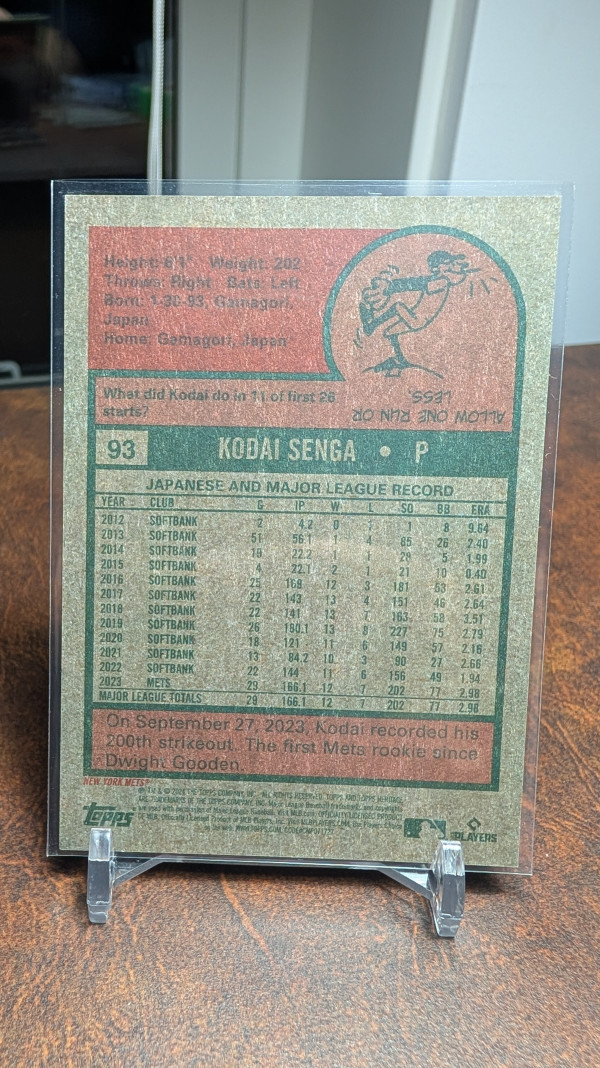 Height: 6'1" Weight: 202
Throws: Right Bats: Left
Born: 1-30-93, Gamagori,
Japan
Home: Gamagori, Japan
What did Kodai do in 11 of first 26
starts?
ALLOW ONE RUN OR
LESS.
93 KODAI SENGA • P
JAPANESE AND MAJOR LEAGUE RECORD
YEAR CLUB G IP W L SO BB ERA
2012 SOFTBANK 2 4.2 0 1 1 8 9.64
2013 SOFTBANK 51 56.1 1 4 85 26 2.40
2014 SOFTBANK 19 22.2 1 1 28 5 1.99
2015 SOFTBANK 4 22.1 2 1 21 10 0.40
2016 SOFTBANK 25 169 12 3 181 53 2.61
2017 SOFTBANK 22 143 13 4 151 46 2.64
2018 SOFTBANK 22 141 13 7 163 58 3.51
2019 SOFTBANK 26 180.1 13 8 227 75 2.79
2020 SOFTBANK 18 121 11 6 149 57 2.16
2021 SOFTBANK 13 84.2 10 3 90 27 2.66
2022 SOFTBANK 22 144 11 6 156 49 1.94
2023 METS 29 166.1 12 7 202 77 2.98
MAJOR LEAGUE TOTALS 29 166.1 12 7 202 77 2.98
On September 27, 2023, Kodai recorded his
200th strikeout. The first Mets rookie since
Dwight Gooden.
NEW YORK METS®
topps
PLAYERS